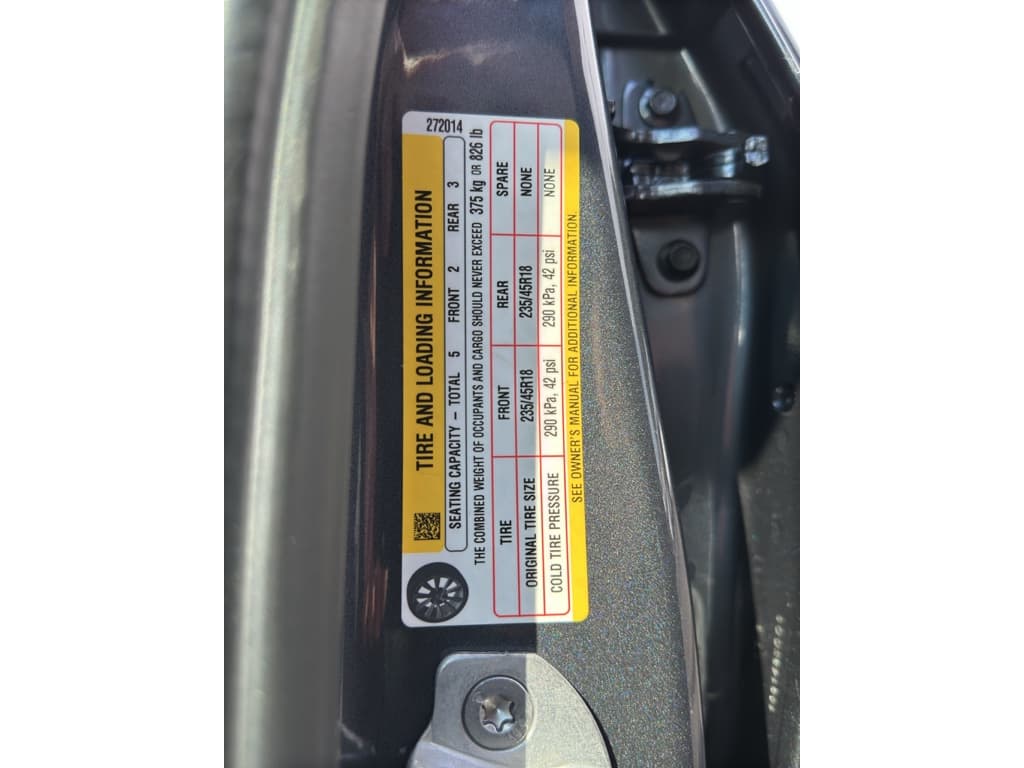 272014
TIRE AND LOADING INFORMATION
SEATING CAPACITY – TOTAL 5 FRONT 2 REAR 3
THE COMBINED WEIGHT OF OCCUPANTS AND CARGO SHOULD NEVER EXCEED 375 kg OR 826 lb
TIRE FRONT REAR SPARE
ORIGINAL TIRE SIZE 235/45R18 235/45R18 NONE
COLD TIRE PRESSURE 290 kPa, 42 psi 290 kPa, 42 psi NONE
SEE OWNER'S MANUAL FOR ADDITIONAL INFORMATION.